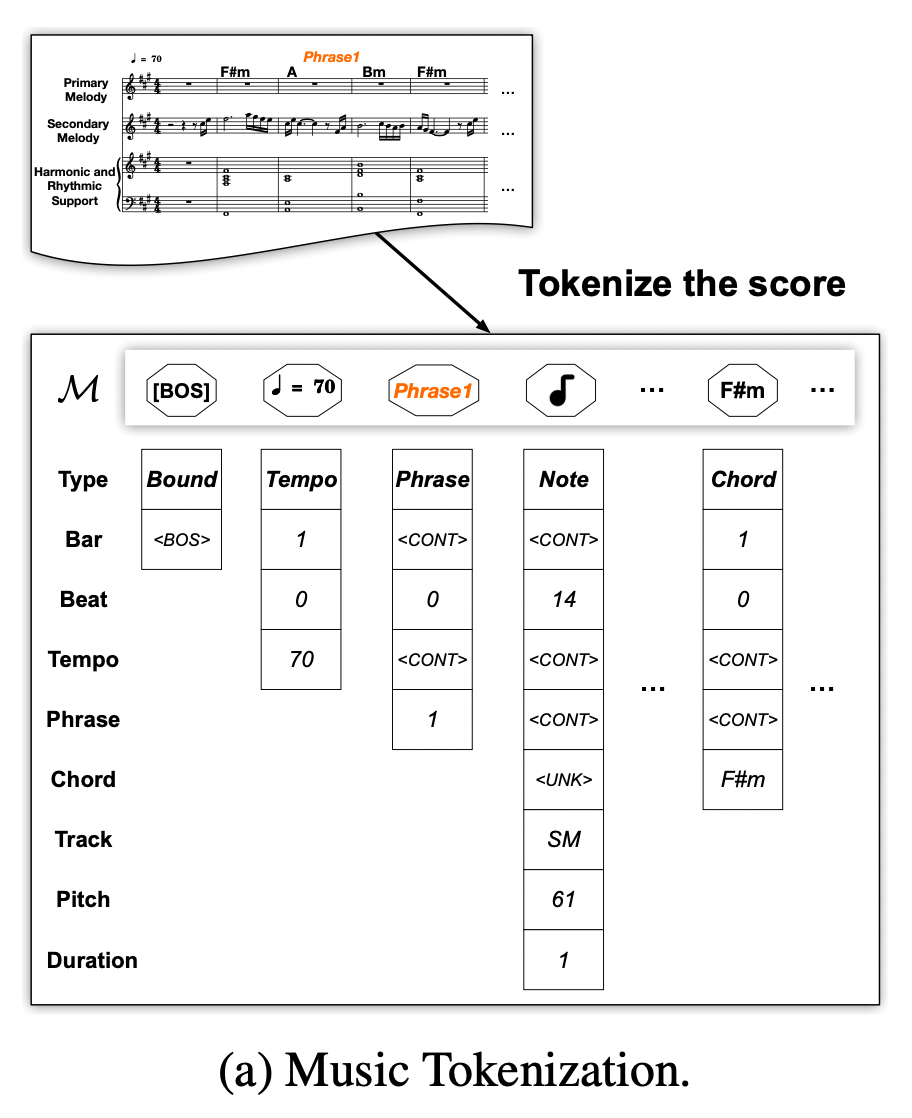 ♩ = 70
Phrase1
F#m A Bm F#m
Primary
Melody
...
Secondary
Melody
...
Harmonic and
Rhythmic
Support
...
Tokenize the score
ℳ [BOS] ♩ = 70 Phrase1 ♪ ... F#m ...
Type Bound Tempo Phrase Note Chord
Bar <BOS> 1 <CONT> <CONT> 1
Beat 0 0 14 0
Tempo 70 <CONT> <CONT> ... <CONT> ...
Phrase 1 <CONT> <CONT>
Chord <UNK> F#m
Track SM
Pitch 61
Duration 1
(a) Music Tokenization.